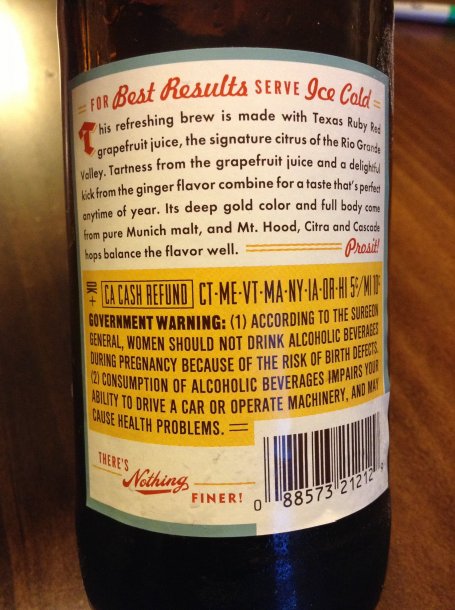 FOR Best Results SERVE Ice Cold
This refreshing brew is made with Texas Ruby Red
grapefruit juice, the signature citrus of the Rio Grande
Valley. Tartness from the grapefruit juice and a delightful
kick from the ginger flavor combine for a taste that's perfect
anytime of year. Its deep gold color and full body come
from pure Munich malt, and Mt. Hood, Citra and Cascade
hops balance the flavor well. Prosit!
CA CASH REFUND CT-ME-VT-MA-NY-IA-OR-HI 5¢/MI 10¢
GOVERNMENT WARNING: (1) ACCORDING TO THE SURGEON
GENERAL, WOMEN SHOULD NOT DRINK ALCOHOLIC BEVERAGES
DURING PREGNANCY BECAUSE OF THE RISK OF BIRTH DEFECTS.
(2) CONSUMPTION OF ALCOHOLIC BEVERAGES IMPAIRS YOUR
ABILITY TO DRIVE A CAR OR OPERATE MACHINERY, AND MAY
CAUSE HEALTH PROBLEMS.
THERE'S
Nothing
FINER!
0 88573 21212 9